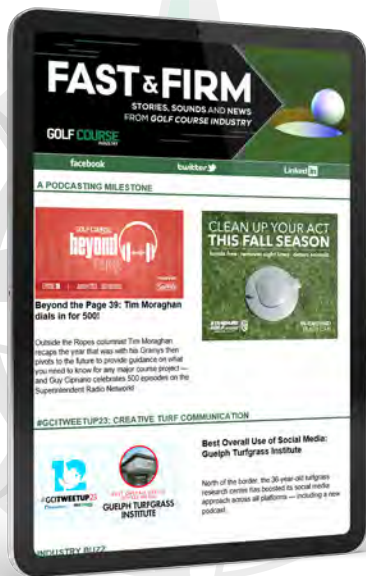 FAST & FIRM
STORIES, SOUNDS AND NEWS
FROM GOLF COURSE INDUSTRY
GOLF COURSE
INDUSTRY
facebook
twitter
Linked in
A PODCASTING MILESTONE
GOLF COURSE
beyond
CLEAN UP YOUR ACT
THIS FALL SEASON
Beyond the Page 39: Tim Moraghan
dials in for 500!
Outside the Ropes columnist Tim Moraghan
recaps the year that was with his Granys then
pivots to the future to provide guidance on what
you need to know for any major course project —
and Guy Cipriano celebrates 500 episodes on the
Superintendent Radio Network!
#GCITWEETUP23: CREATIVE TURF COMMUNICATION
#GCITWEETUP23
GUELPH TURFGRASS
INSTITUTE
Best Overall Use of Social Media:
Guelph Turfgrass Institute
North of the border, the 36-year-old turfgrass
research center has boosted its social media
approach across all platforms — including a new
podcast.
INDUSTRY BUZZ